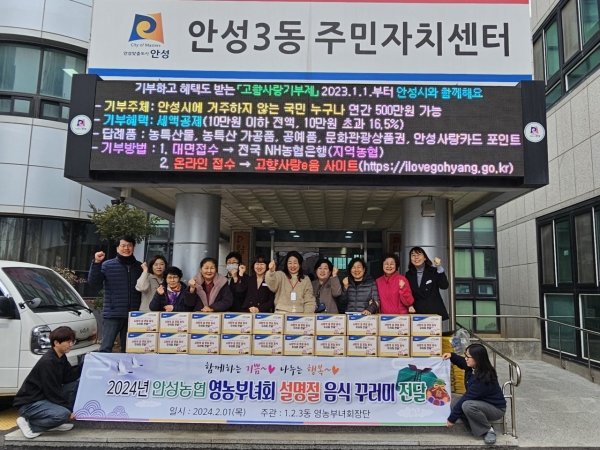 City of Masters
안성맞춤도시 안성
안성3동 주민자치센터
기부하고 혜택도 받는 「고향사랑기부제」 2023.1.1.부터 안성시와 함께해요
- 기부주체: 안성시에 거주하지 않는 국민 누구나 연간 500만원 가능
- 기부혜택: 세액공제(10만원 이하 전액, 10만원 초과 16.5%)
- 답례품 : 농특산물, 농특산 가공품, 공예품, 문화관광상품권, 안성사랑카드 포인트
- 기부방법 : 1. 대면접수 → 전국 NH농협은행(지역농협)
2. 온라인 접수 → 고향사랑e음 사이트(https://ilovegohyang.go.kr)
함께하는 기쁨~♡ 나누는 행복~♡
2024년 안성농협 영농부녀회 설명절 음식 꾸러미 전달
일시 : 2024.2.01(목) 주관 : 1.2.3동 영농부녀회장단